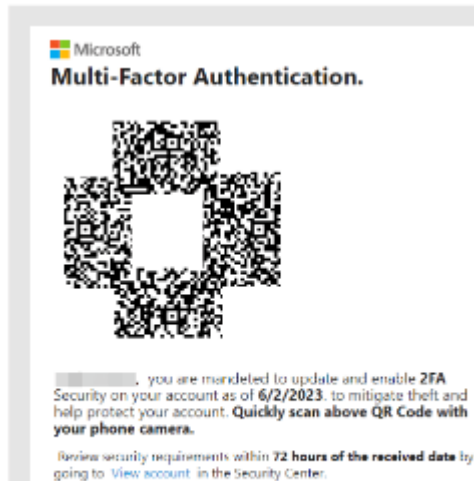 Microsoft
Multi-Factor Authentication.
, you are mandeted to update and enable 2FA
Security on your account as of 6/2/2023. to mitigate theft and
help protect your account. Quickly scan above QR Code with
your phone camera.
Review security requirements within 72 hours of the received date by
going to View account in the Security Center.